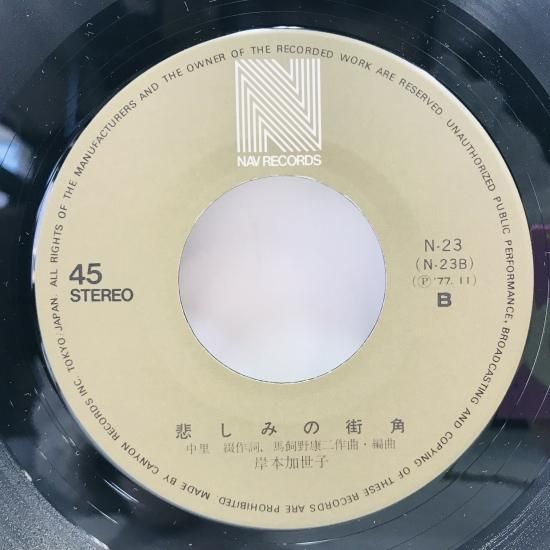 ALL RIGHTS OF THE MANUFACTURERS AND THE OWNER OF THE RECORDED WORK ARE RESERVED. UNAUTHORIZED PUBLIC PERFORMANCE, BROADCASTING AND COPYING OF THESE RECORDS ARE PROHIBITED. MADE BY CANYON RECORDS INC. TOKYO/JAPAN.
N
NAV RECORDS
45
STEREO
N-23
(N-23B)
(Ⓟ '77. 11)
B
悲しみの街角
中里 綴作詞、馬飼野康二作曲・編曲
岸本加世子